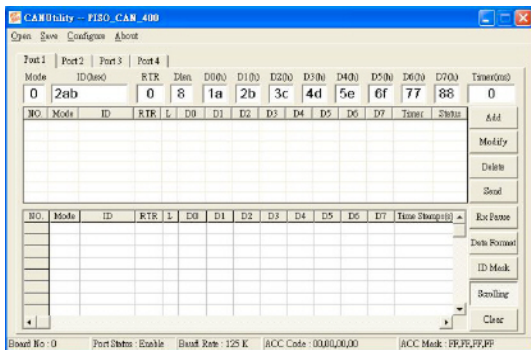 CANUtility -- PISO_CAN_400
Open Save Configure About
Port 1 Port 2 Port 3 Port 4
Mode ID(hex) RTR Dlen D0(h) D1(h) D2(h) D3(h) D4(h) D5(h) D6(h) D7(h) Timer(ms)
0 2ab 0 8 1a 2b 3c 4d 5e 6f 77 88 0
NO. Mode ID RTR L D0 D1 D2 D3 D4 D5 D6 D7 Timer Status
Add
Modify
Delete
Send
NO. Mode ID RTR L D0 D1 D2 D3 D4 D5 D6 D7 Time Stamps(s)
Rx Pause
Data Format
ID Mask
Scrolling
Clear
Board No : 0 Port Status : Enable Baud Rate : 125 K ACC Code : 00,00,00,00 ACC Mask : FF,FF,FF,FF